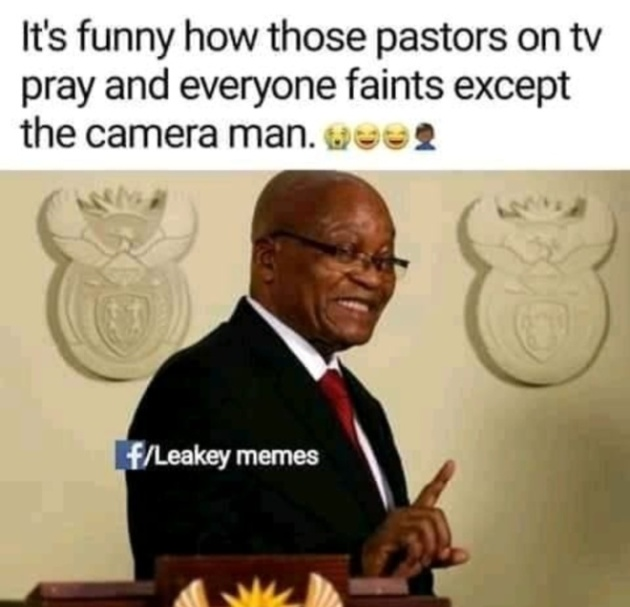 It's funny how those pastors on tv
pray and everyone faints except
the camera man. 😭😂😂🤦🏾‍♂️
f/Leakey memes